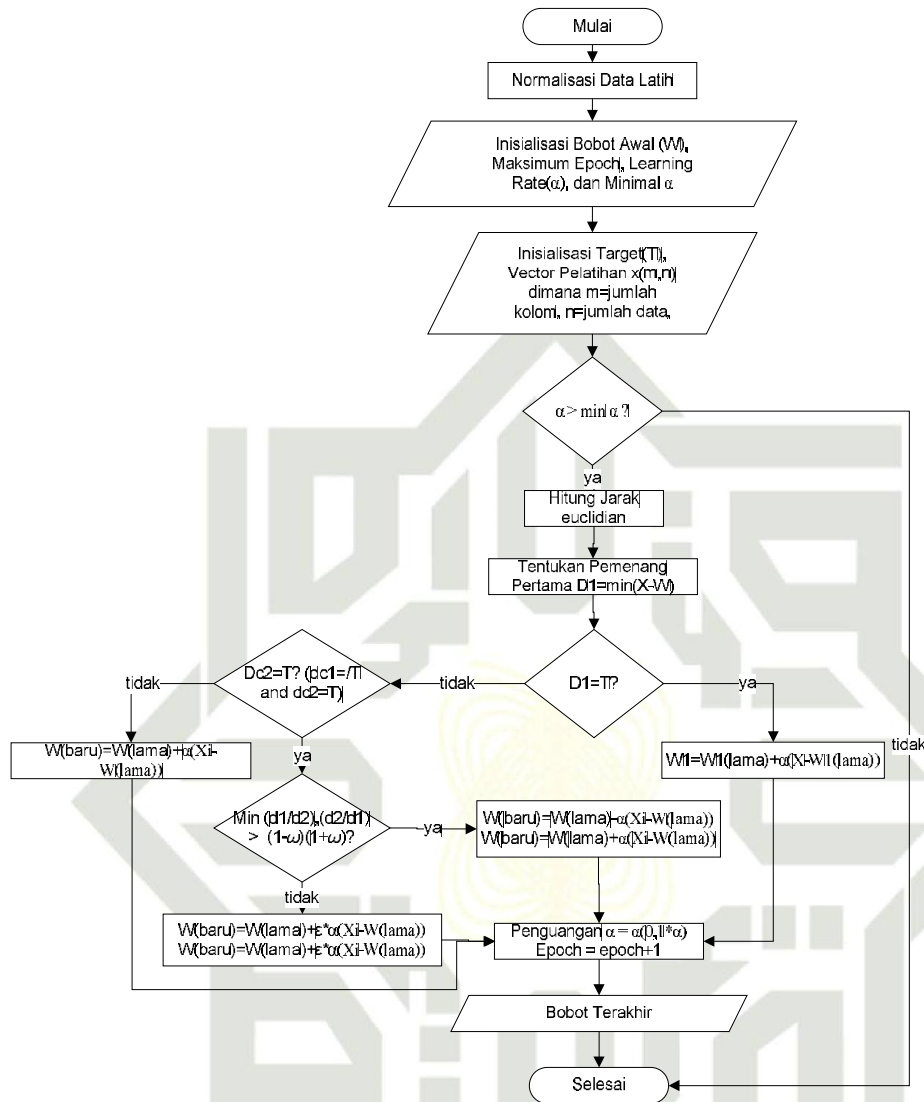 Mulai
Normalisasi Data Latih
Inisialisasi Bobot Awal (W),
Maksimum Epoch, Learning
Rate(α), dan Minimal α
Inisialisasi Target(T),
Vector Pelatihan x(m,n)
dimana m=jumlah
kolom, n=jumlah data,
α > min α ?
ya
tidak
Hitung Jarak
euclidian
Tentukan Pemenang
Pertama D1=min(X-W)
D1=T?
tidak
ya
Dc2=T? (dc1=/T
and dc2=T)
tidak
ya
W(baru)=W(lama)+α(Xi-
W(lama))
W1=W1(lama)+α(X-W1(lama))
Min (d1/d2),(d2/d1)
> (1-ω)(1+ω)?
ya
tidak
W(baru)=W(lama)-α(Xi-W(lama))
W(baru)=W(lama)+α(Xi-W(lama))
W(baru)=W(lama)+ε*α(Xi-W(lama))
W(baru)=W(lama)+ε*α(Xi-W(lama))
Penguangan α = α(0,1*α)
Epoch = epoch+1
Bobot Terakhir
Selesai